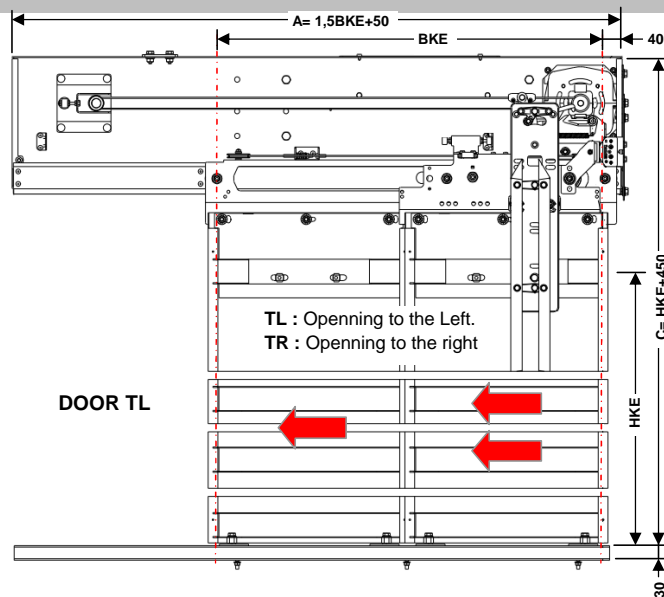 A= 1,5BKE+50
BKE
40
C= HKE+450
TL : Openning to the Left.
TR : Openning to the right
DOOR TL
HKE
30